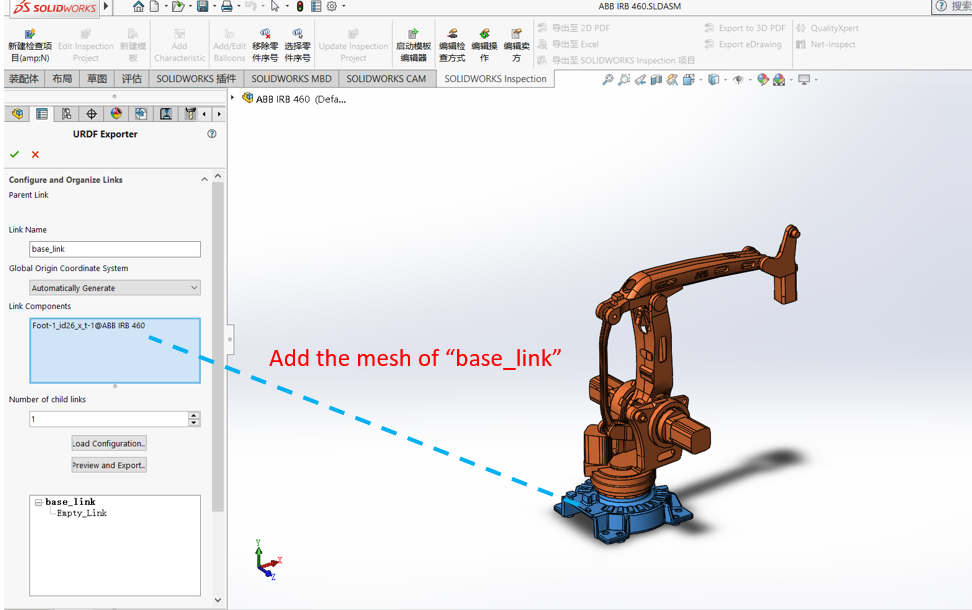 SOLIDWORKS
ABB IRB 460.SLDASM
搜索
新建检查项目(amp;N)
Edit Inspection Project
新建模板
Add Characteristic
Add/Edit Balloons
移除零件序号
选择零件序号
Update Inspection Project
启动模板编辑器
编辑检查方式
编辑操作
编辑卖方
导出至 2D PDF
导出至 Excel
导出至 SOLIDWORKS Inspection 项目
Export to 3D PDF
Export eDrawing
QualityXpert
Net-Inspect
装配体
布局
草图
评估
SOLIDWORKS 插件
SOLIDWORKS MBD
SOLIDWORKS CAM
SOLIDWORKS Inspection
ABB IRB 460 (Defa...
URDF Exporter
Configure and Organize Links
Parent Link
Link Name
base_link
Global Origin Coordinate System
Automatically Generate
Link Components
Foot-1_id26_x_t-1@ABB IRB 460
Add the mesh of “base_link”
Number of child links
1
Load Configuration..
Preview and Export..
base_link
Empty_Link
Y
X
Z